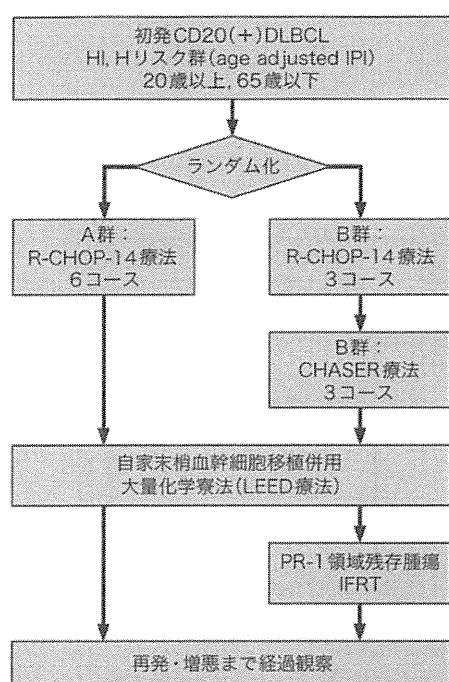 初発CD20(+)DLBCL
HI, Hリスク群(age adjusted IPI)
20歳以上, 65歳以下
ランダム化
A群：
R-CHOP-14療法
6コース
B群：
R-CHOP-14療法
3コース
B群：
CHASER療法
3コース
自家末梢血幹細胞移植併用
大量化学寮法(LEED療法)
PR-1領域残存腫瘍
IFRT
再発・増悪まで経過観察